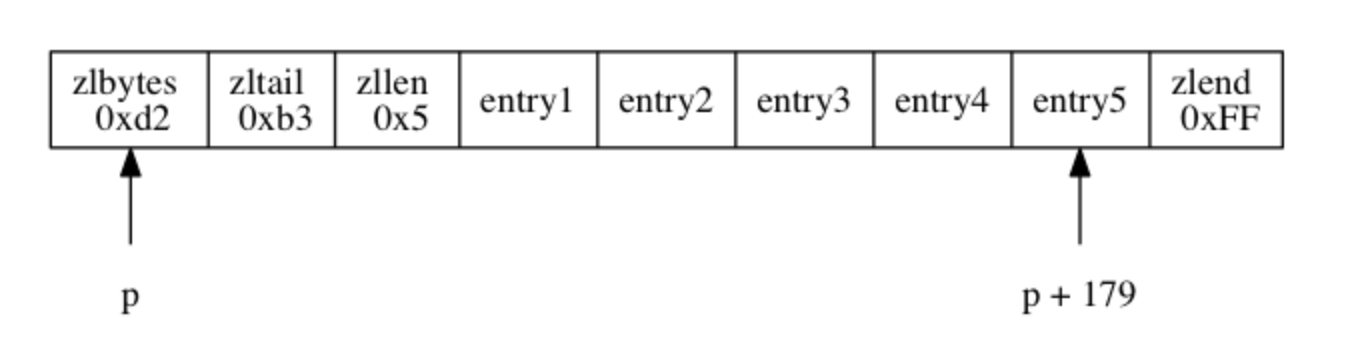 zlbytes
0xd2
zltail
0xb3
zllen
0x5
entry1
entry2
entry3
entry4
entry5
zlend
0xFF
p
p + 179